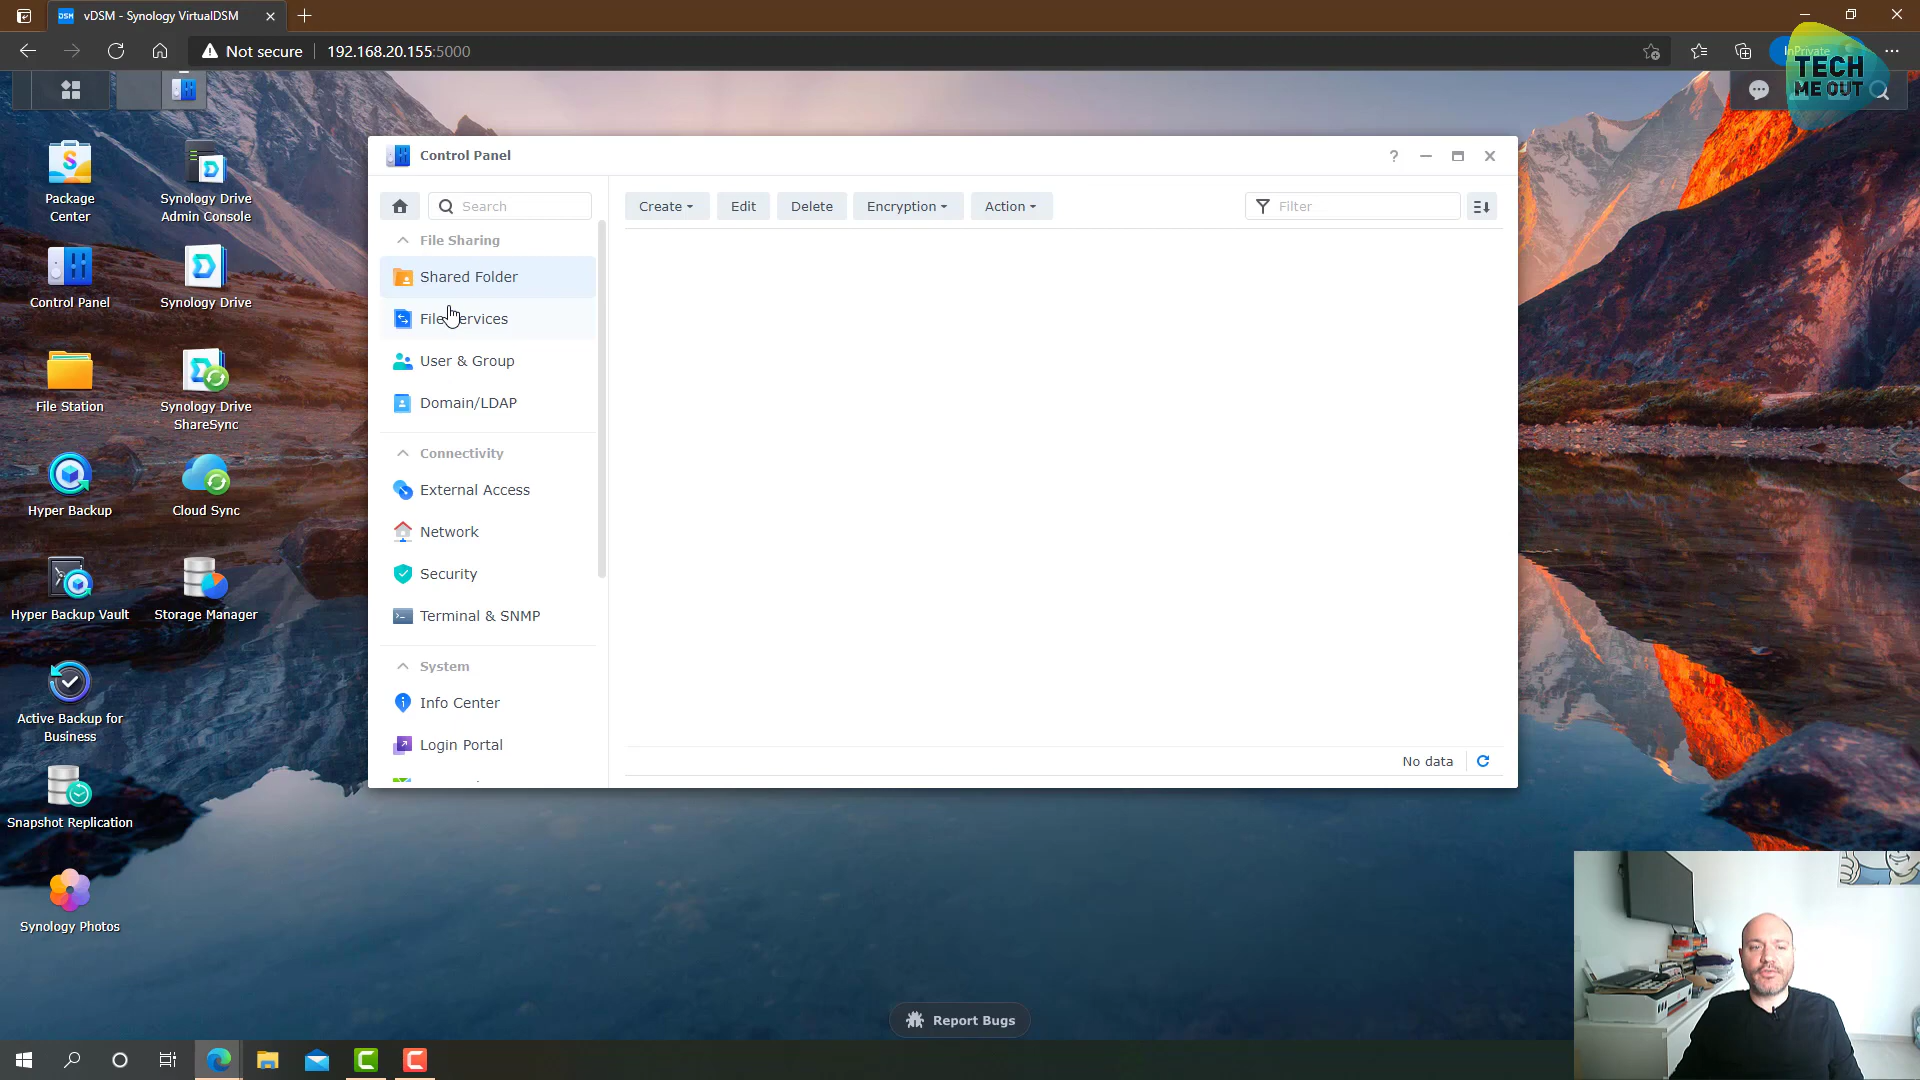 vDSM - Synology VirtualDSM
Not secure
192.168.20.155:5000
InPrivate
TECH
ME OUT
Package
Center
Synology Drive
Admin Console
Control Panel
Synology Drive
File Station
Synology Drive
ShareSync
Hyper Backup
Cloud Sync
Hyper Backup Vault
Storage Manager
Active Backup for
Business
Snapshot Replication
Synology Photos
Control Panel
Search
File Sharing
Shared Folder
File Services
User & Group
Domain/LDAP
Connectivity
External Access
Network
Security
Terminal & SNMP
System
Info Center
Login Portal
Create
Edit
Delete
Encryption
Action
Filter
No data
Report Bugs